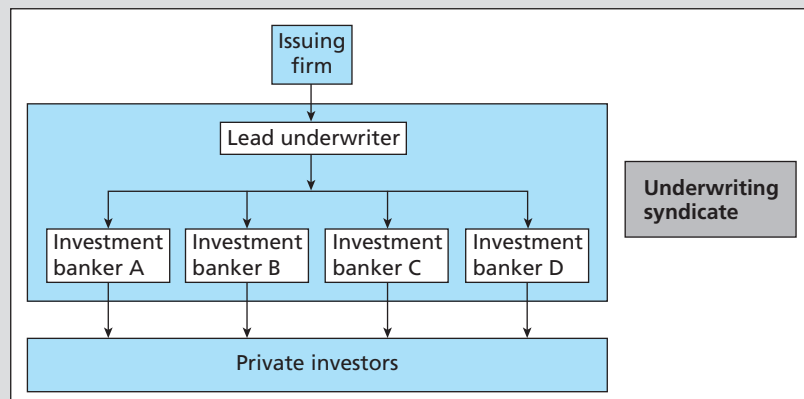 Issuing
firm
Lead underwriter
Underwriting
syndicate
Investment
banker A
Investment
banker B
Investment
banker C
Investment
banker D
Private investors